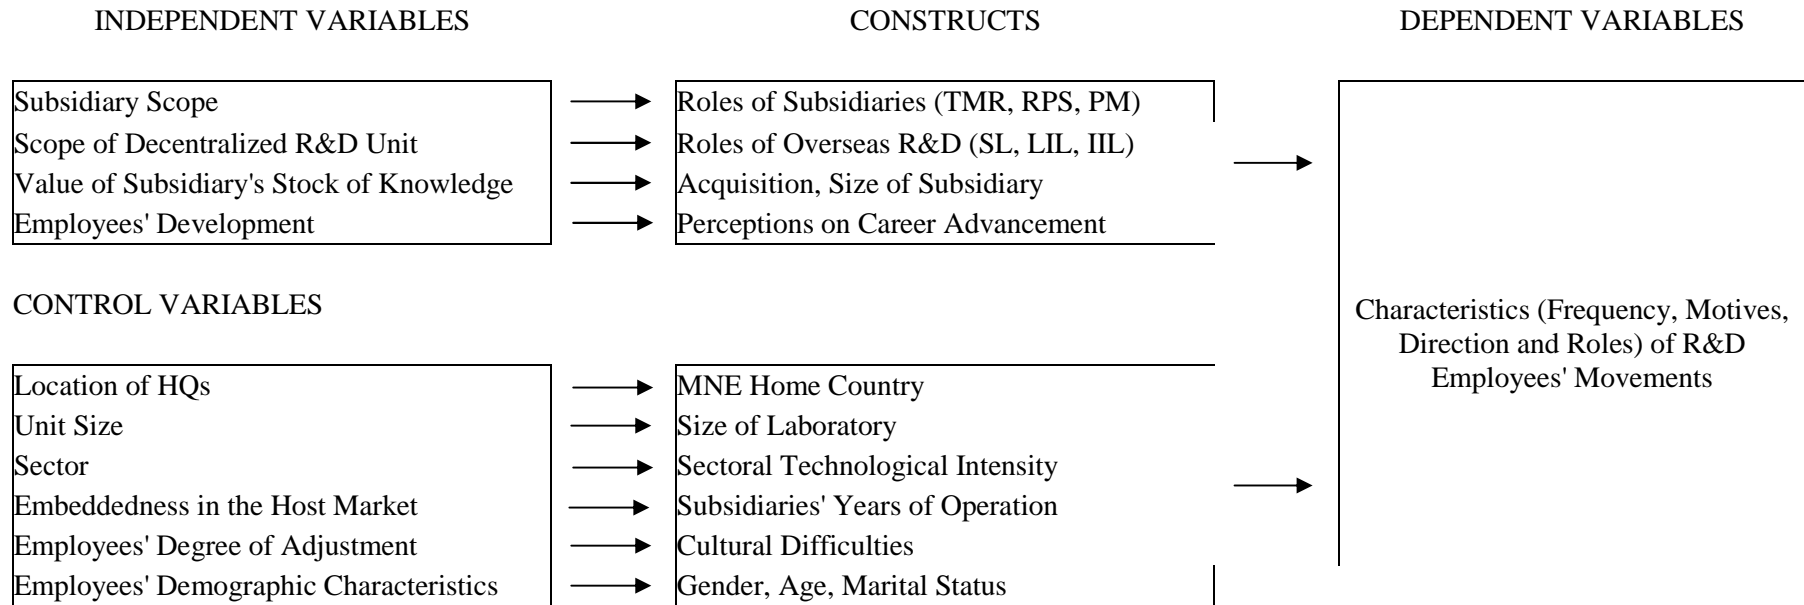 INDEPENDENT VARIABLES
CONSTRUCTS
DEPENDENT VARIABLES
Subsidiary Scope
Roles of Subsidiaries (TMR, RPS, PM)
Scope of Decentralized R&D Unit
Roles of Overseas R&D (SL, LIL, IIL)
Value of Subsidiary's Stock of Knowledge
Acquisition, Size of Subsidiary
Employees' Development
Perceptions on Career Advancement
CONTROL VARIABLES
Location of HQs
MNE Home Country
Unit Size
Size of Laboratory
Sector
Sectoral Technological Intensity
Embeddedness in the Host Market
Subsidiaries' Years of Operation
Employees' Degree of Adjustment
Cultural Difficulties
Employees' Demographic Characteristics
Gender, Age, Marital Status
Characteristics (Frequency, Motives,
Direction and Roles) of R&D
Employees' Movements